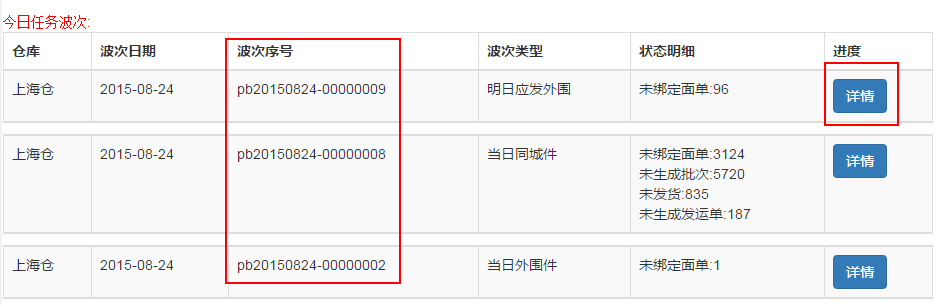 今日任务波次:
仓库 波次日期 波次序号 波次类型 状态明细 进度
上海仓 2015-08-24 pb20150824-00000009 明日应发外围 未绑定面单:96 详情
上海仓 2015-08-24 pb20150824-00000008 当日同城件 未绑定面单:3124 详情
未生成批次:5720
未发货:835
未生成发运单:187
上海仓 2015-08-24 pb20150824-00000002 当日外围件 未绑定面单:1 详情